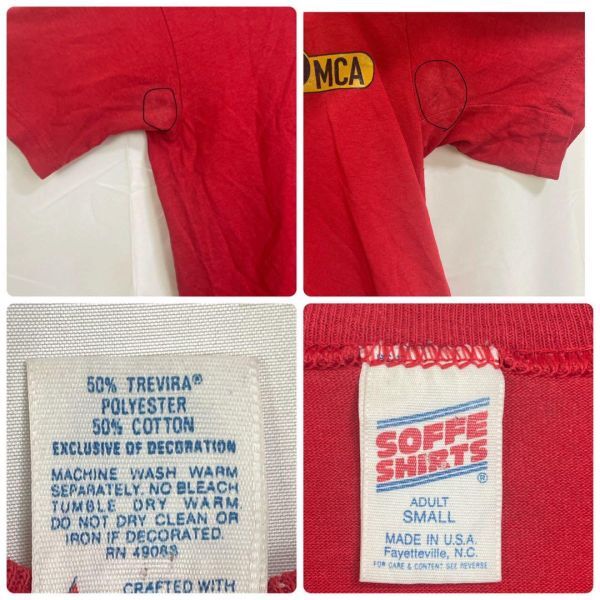 MCA
50% TREVIRA®
POLYESTER
50% COTTON
EXCLUSIVE OF DECORATION
MACHINE WASH WARM
SEPARATELY. NO BLEACH
TUMBLE DRY WARM
DO NOT DRY CLEAN OR
IRON IF DECORATED.
RN 49088
CRAFTED WITH
SOFFE
SHIRTS®
ADULT
SMALL
MADE IN U.S.A.
Fayetteville, N.C.
FOR CARE & CONTENT SEE REVERSE